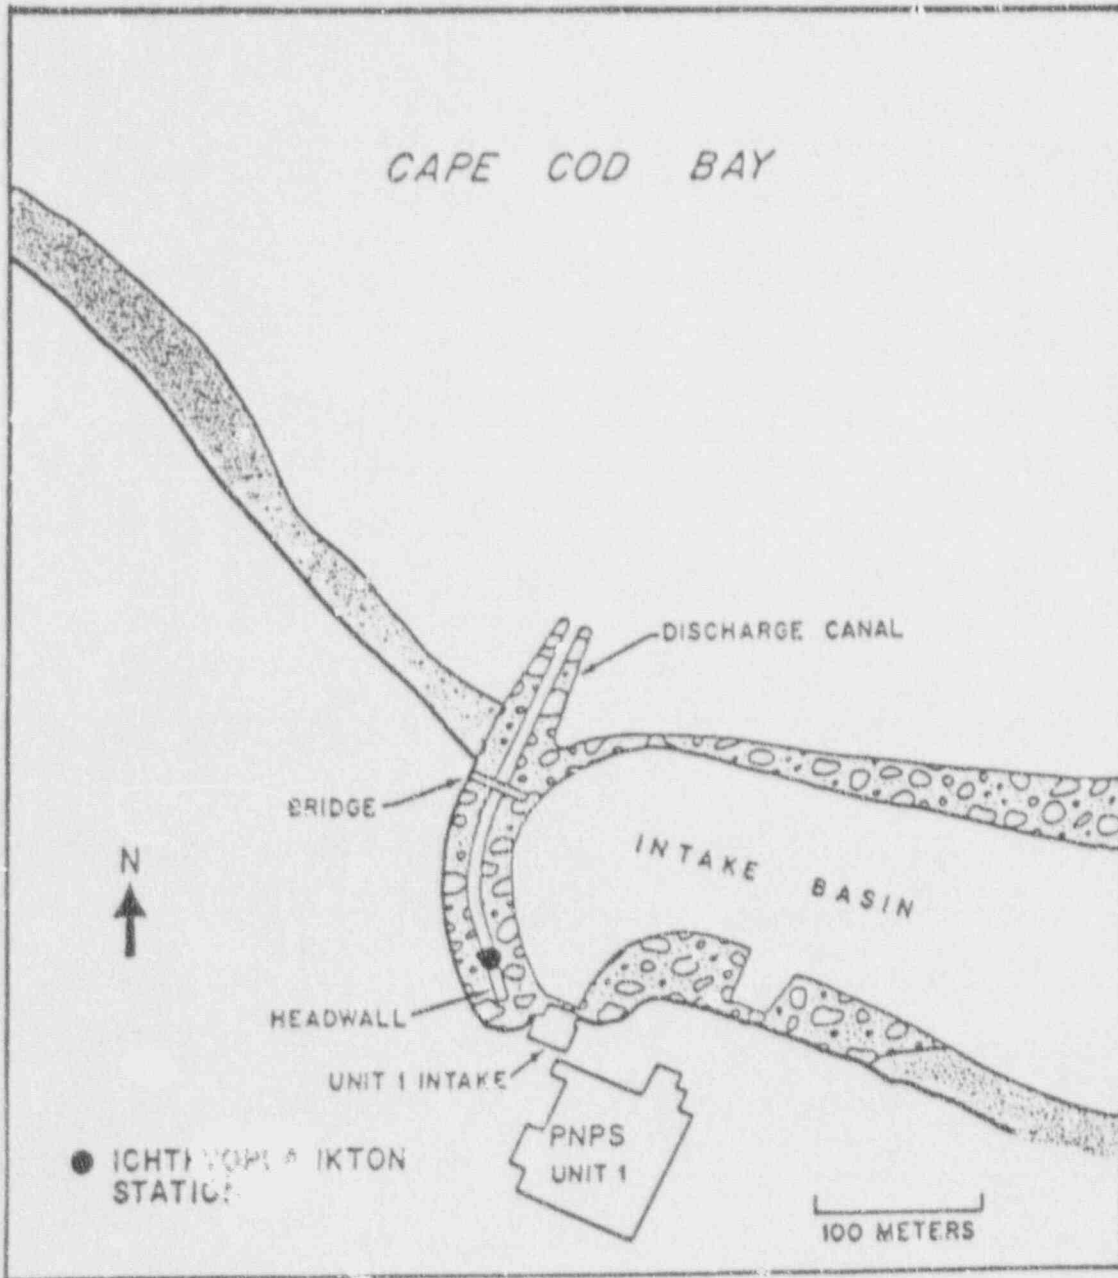 CAPE COD BAY
DISCHARGE CANAL
BRIDGE
INTAKE BASIN
N
HEADWALL
UNIT 1 INTAKE
PNPS
UNIT 1
100 METERS